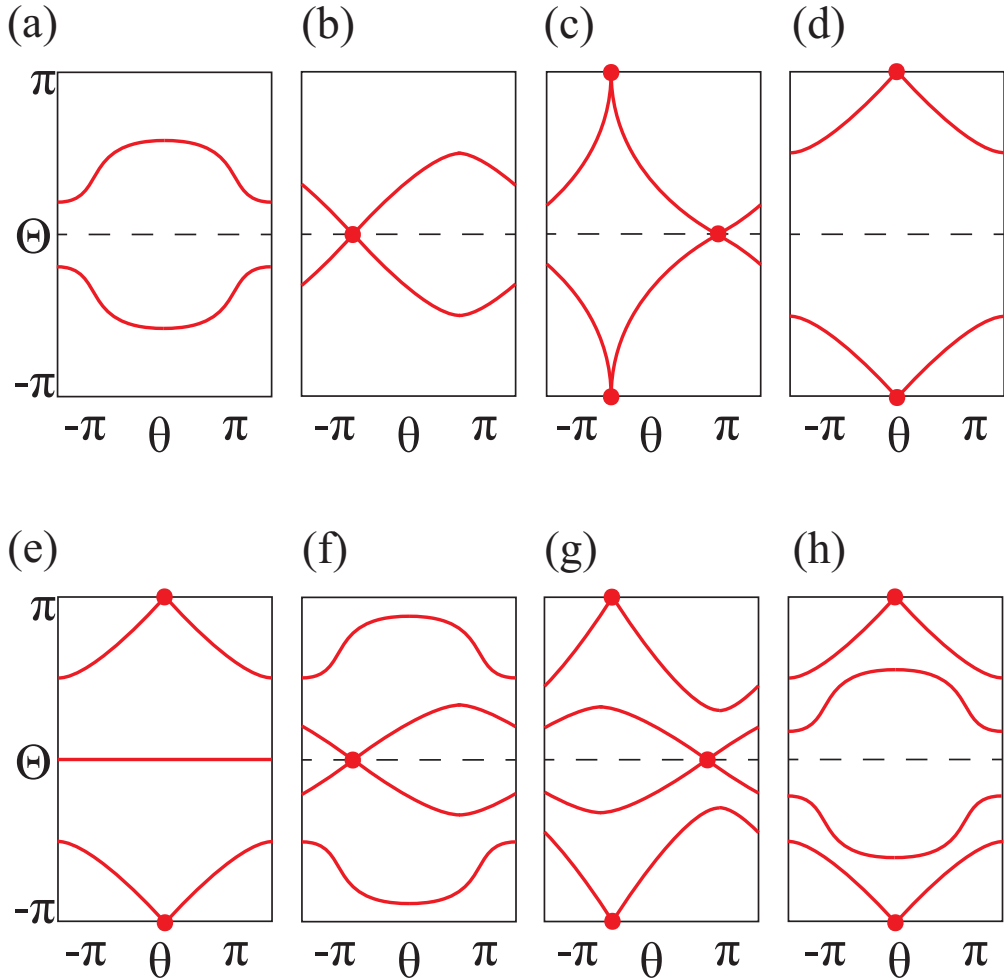 (a) (b) (c) (d)
π
Θ
-π
-π θ π -π θ π -π θ π -π θ π
(e) (f) (g) (h)
π
Θ
-π
-π θ π -π θ π -π θ π -π θ π